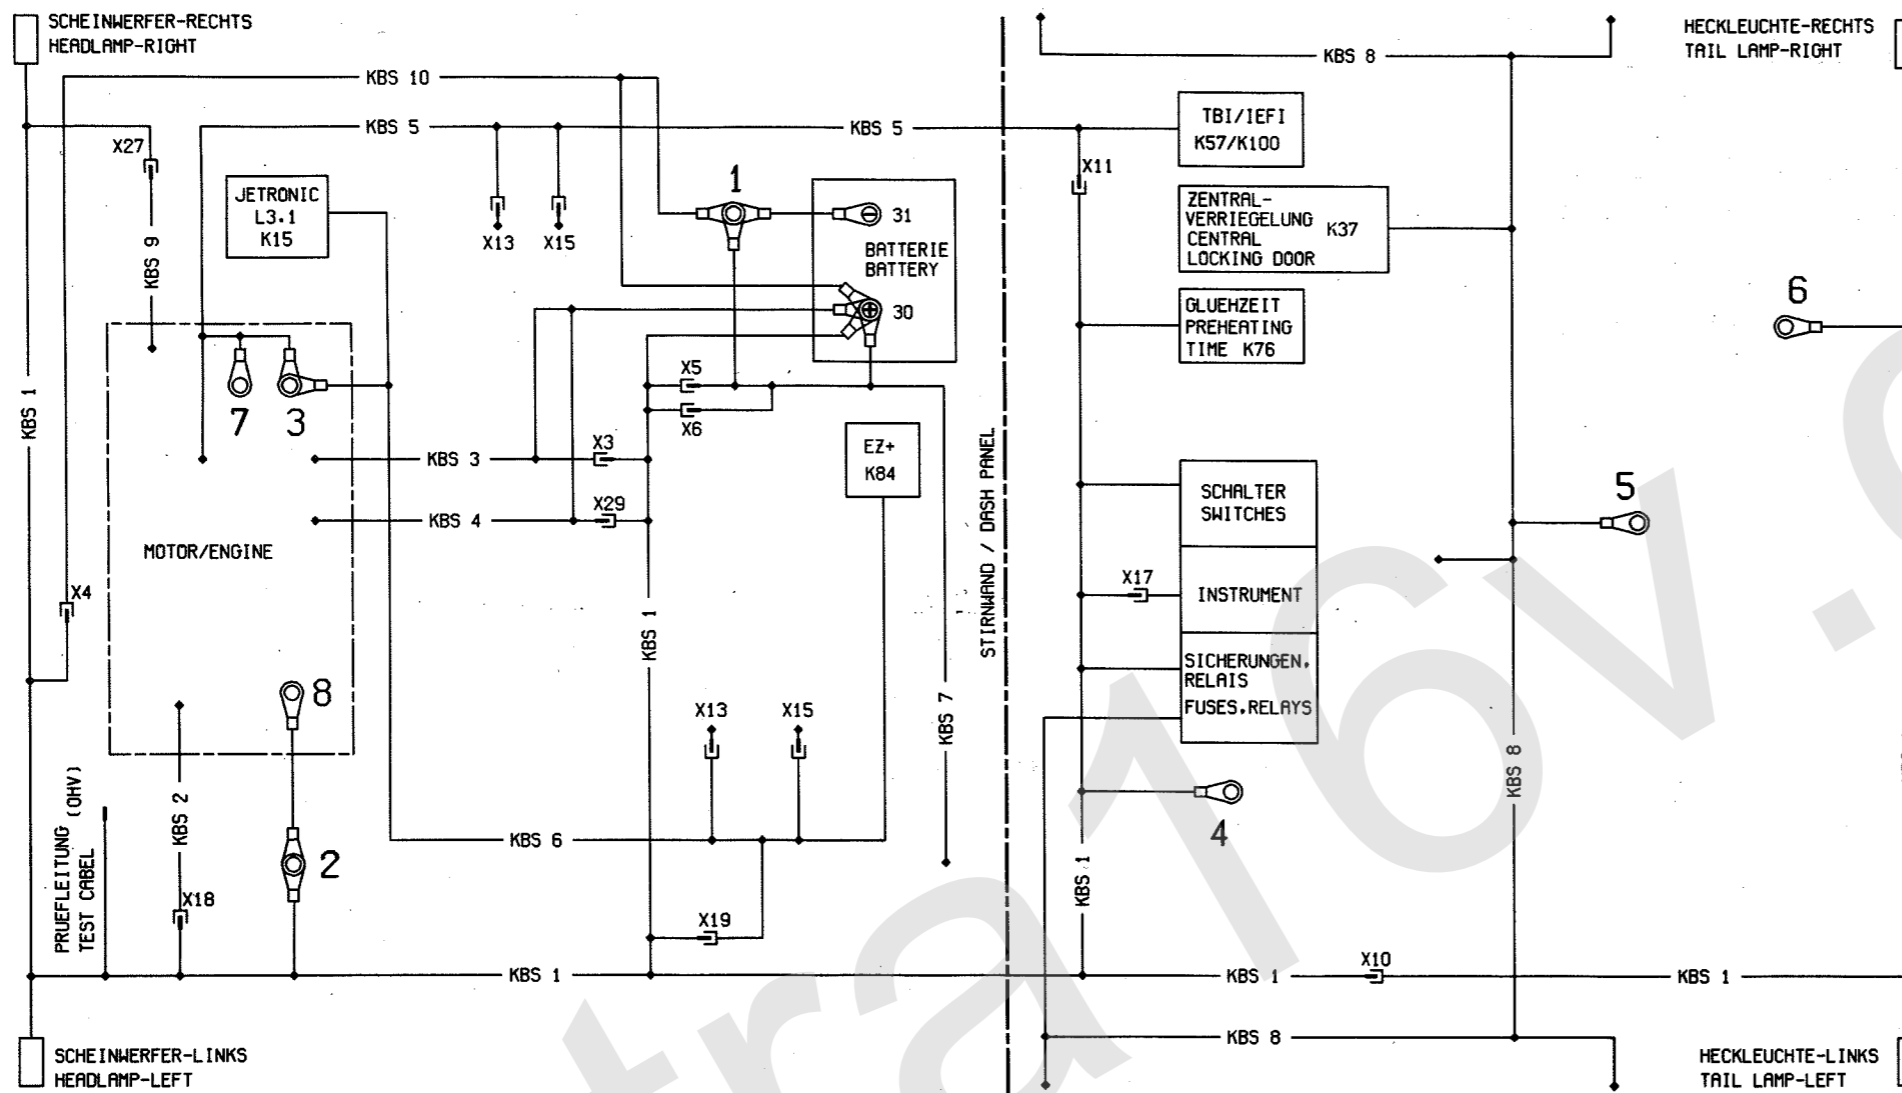 SCHEINWERFER-RECHTS
HEADLAMP-RIGHT
KBS 10
KBS 5
KBS 5
KBS 8
HECKLEUCHTE-RECHTS
TAIL LAMP-RIGHT
TBI/IEFI
K57/K100
X27
X11
JETRONIC
L3.1
K15
1
31
X13
X15
BATTERIE
BATTERY
30
ZENTRAL-
VERRIEGELUNG
CENTRAL
LOCKING DOOR
K37
KBS 9
GLUEHZEIT
PREHEATING
TIME K76
6
KBS 1
7
3
X5
X6
KBS 3
X3
EZ+
K84
KBS 4
X29
STIRNWAND / DASH PANEL
SCHALTER
SWITCHES
5
MOTOR/ENGINE
X4
KBS 1
X17
INSTRUMENT
SICHERUNGEN,
RELAIS
FUSES,RELAYS
8
X13
X15
KBS 7
KBS 8
PRUEFLEITUNG (OHV)
TEST CABEL
KBS 2
X18
2
KBS 6
4
KBS 1
X19
KBS 1
KBS 1
X10
KBS 1
KBS 8
SCHEINWERFER-LINKS
HEADLAMP-LEFT
HECKLEUCHTE-LINKS
TAIL LAMP-LEFT
tra16v.